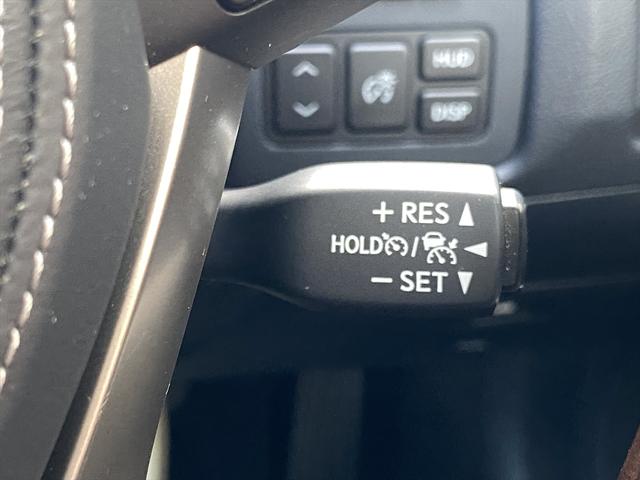 HUD
DISP
+ RES ▲
HOLD / ◀
− SET ▼